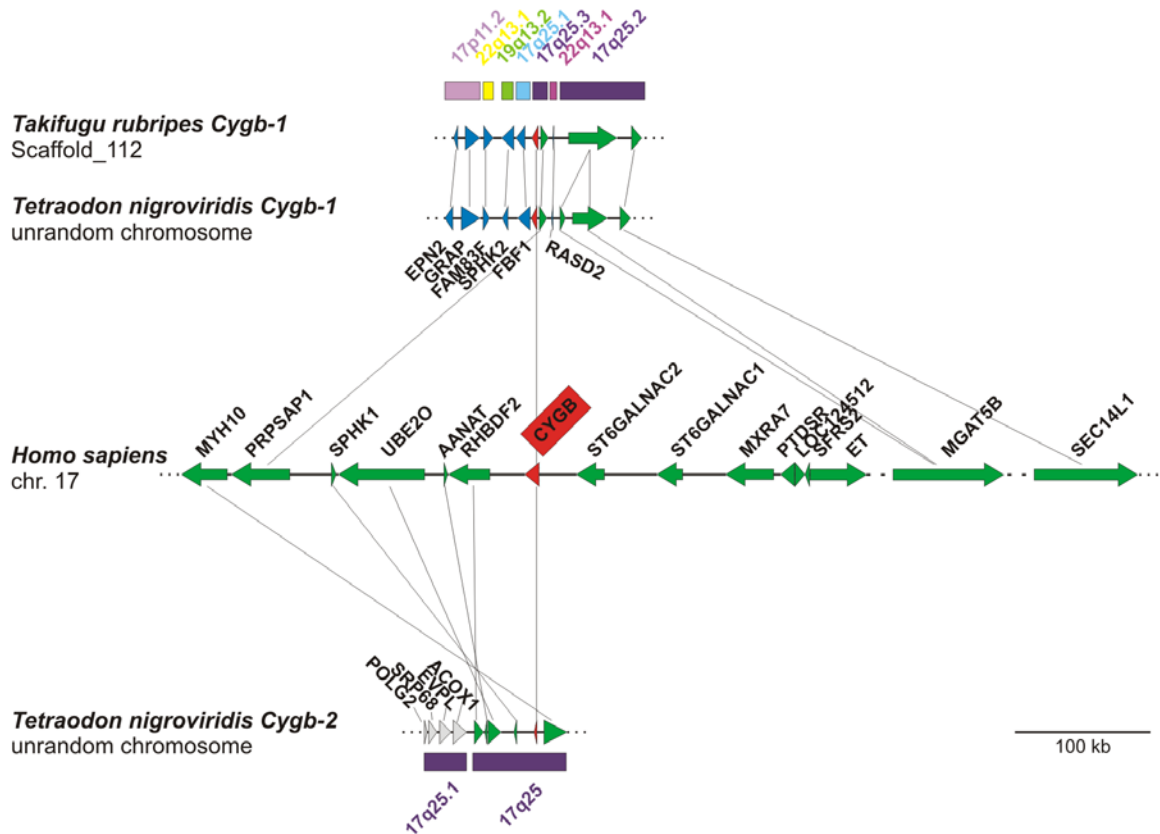 17p11.2
22q13.1
19q13.2
17q25.1
17q25.3
22q13.1
17q25.2
Takifugu rubripes Cygb-1
Scaffold_112
Tetraodon nigroviridis Cygb-1
unrandom chromosome
EPN2
GRAP
FAM83F
SPHK2
FBF1
RASD2
MYH10
PRPSAP1
SPHK1
UBE2O
AANAT
RHBDF2
CYGB
ST6GALNAC2
ST6GALNAC1
MXRA7
PTDSR
LOC124512
SFRS2
ET
MGAT5B
SEC14L1
Homo sapiens
chr. 17
POLG2
SRP68
EVPL
ACOX1
Tetraodon nigroviridis Cygb-2
unrandom chromosome
100 kb
17q25.1
17q25